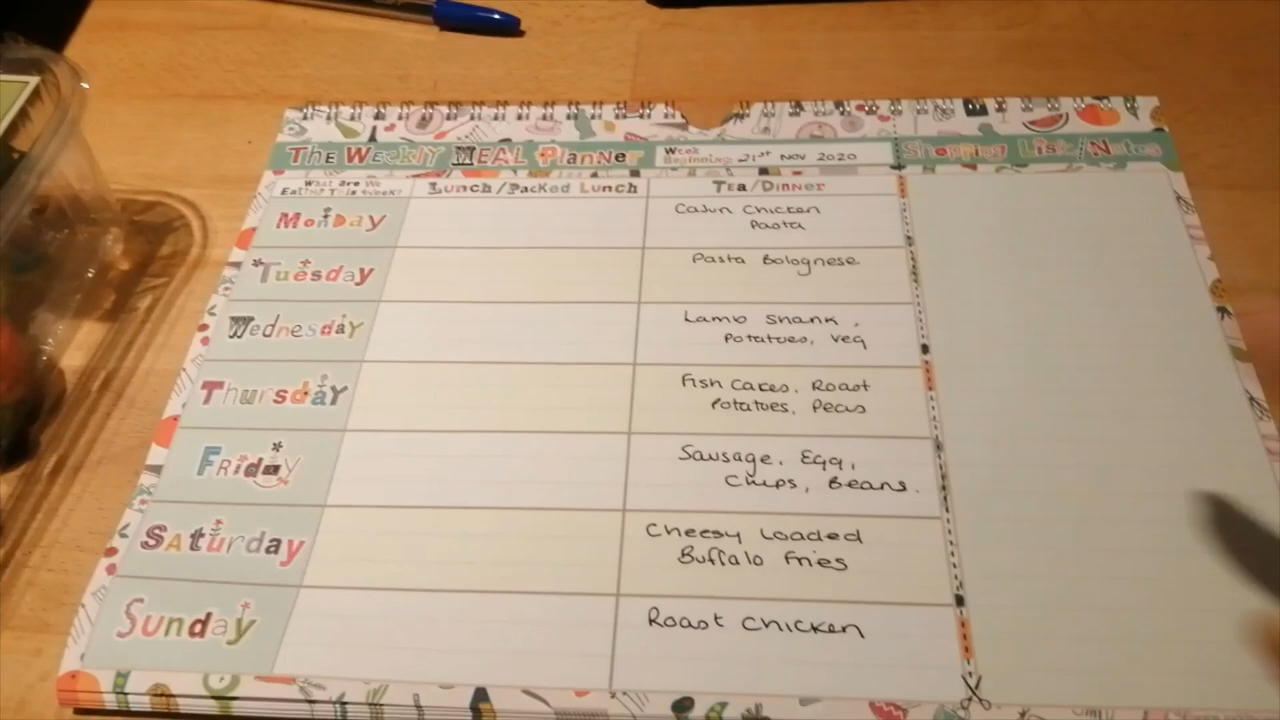 The Weekly Meal Planner
Week
Beginning: 21st Nov 2020
Shopping List/Notes
What are we
Eating This Week?
Lunch/Packed Lunch
Tea/Dinner
Monday
Cajun Chicken
Pasta
Tuesday
Pasta Bolognese
Wednesday
Lamb Shank,
Potatoes, Veg
Thursday
Fish Cakes, Roast
Potatoes, Peas
Friday
Sausage, Egg,
Chips, Beans.
Saturday
Cheesy Loaded
Buffalo Fries
Sunday
Roast Chicken